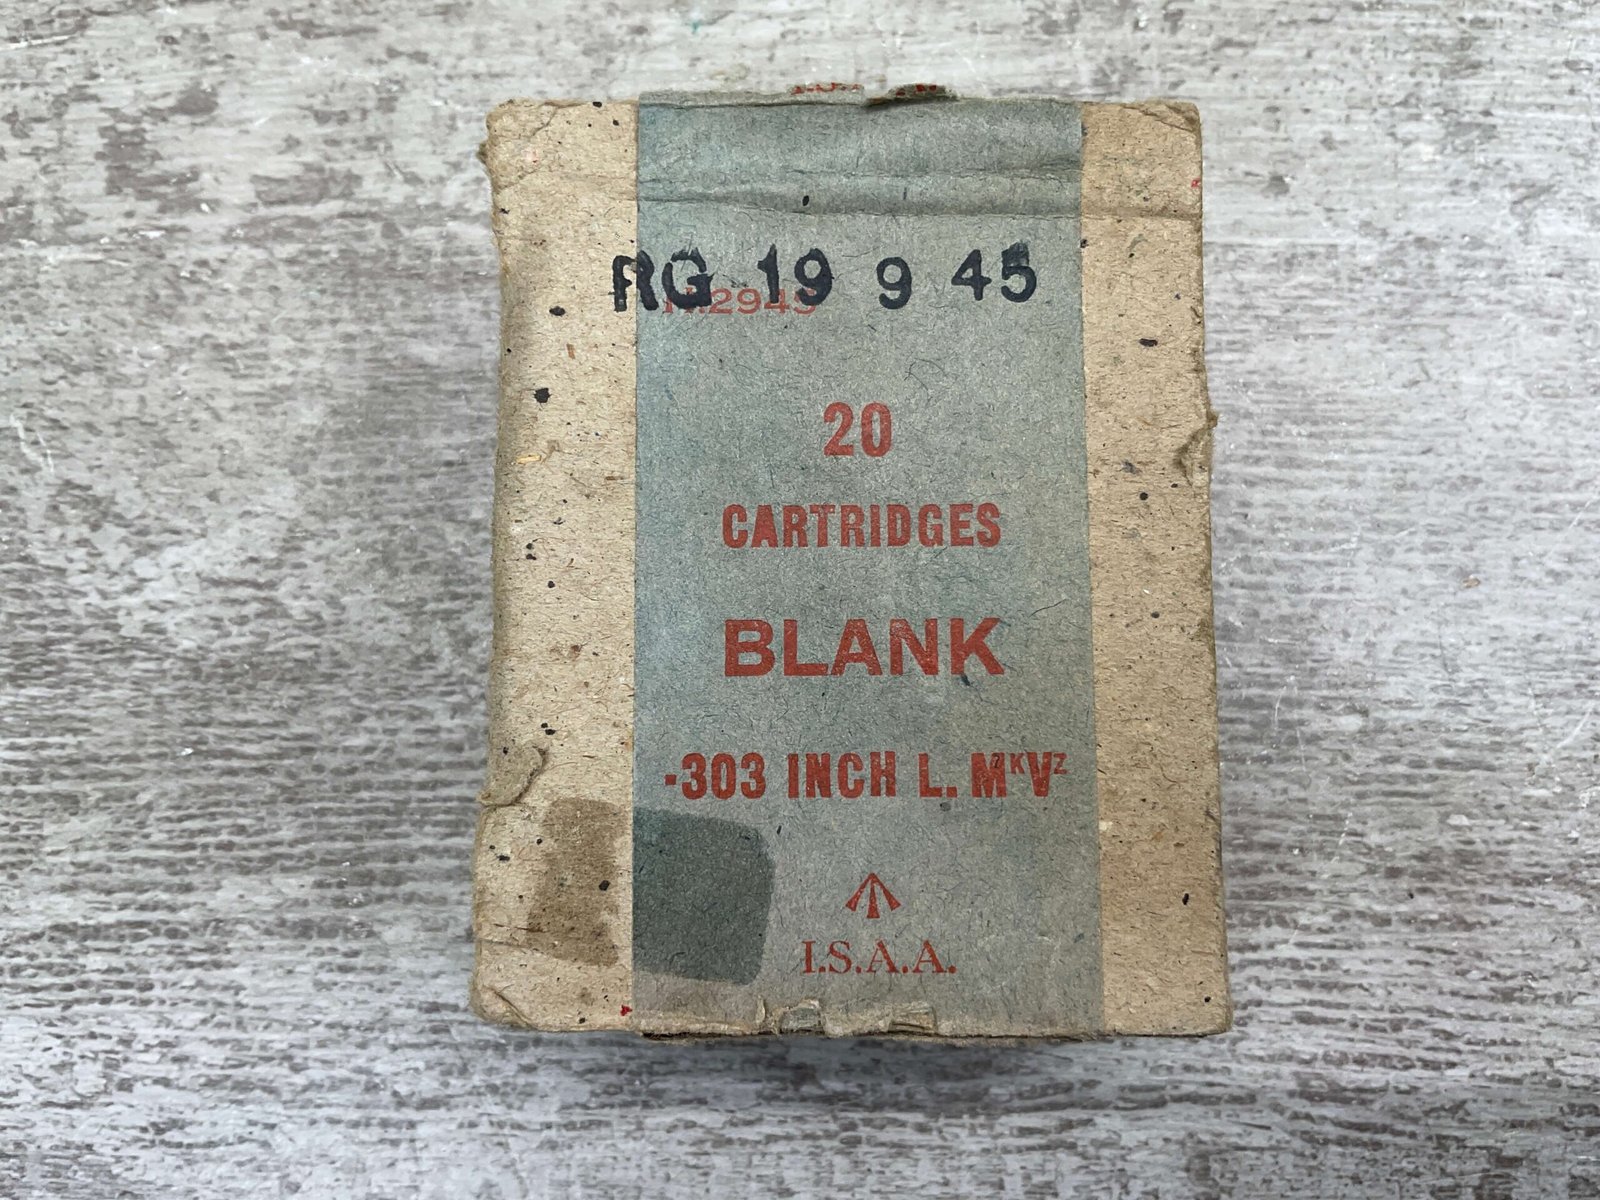 RG 19 9 45
20
CARTRIDGES
BLANK
·303 INCH L. MᴷVᶻ
I.S.A.A.